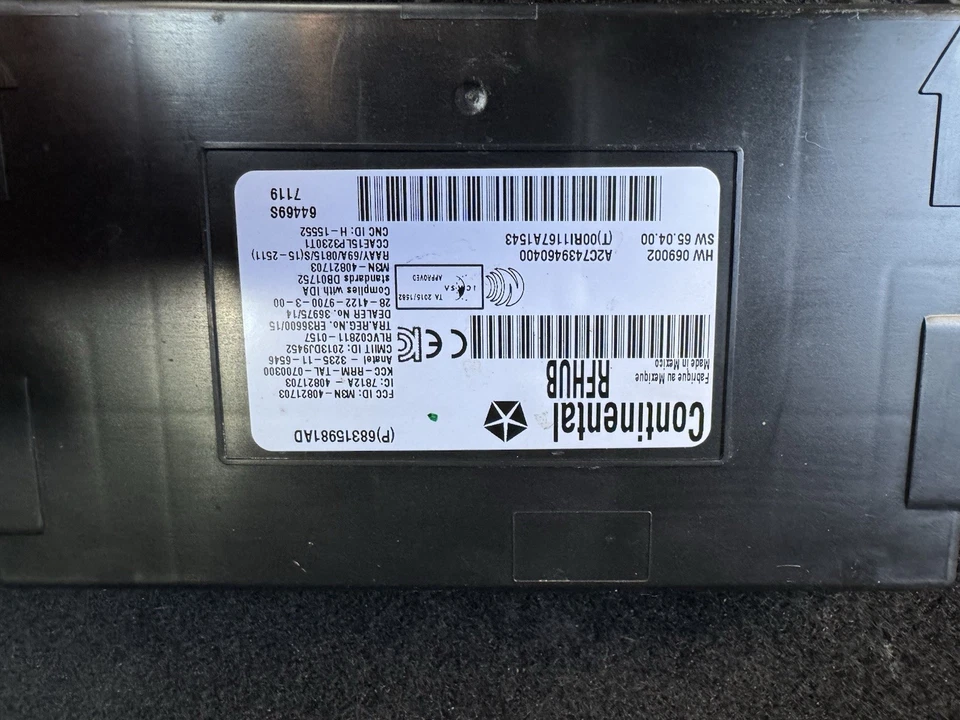 Continental
RFHUB
Fabrique au Mexique
Made in Mexico
HW 069002
SW 65.04.00
A2C7439460400
(T)00RI1167A1543
TA 2015/1582
APPROVED
(P)68315981AD
FCC ID: M3N-40821703
IC: 7812A-40821703
KCC-RRM-TAL-0700300
Anatel-3235-11-6546
CMIIT ID: 2013DJ9452
RLVCO2811-0157
TRA.REG.No. ER36600/15
DEALER No. 36975/14
28-4122-9700-3-00
Complies with IDA
standards DB01752
M3N-40821703
RAAY/69A/0815/S(15-2511)
CCAE15LP3230T1
CNC ID: H-15552
64469S
7119